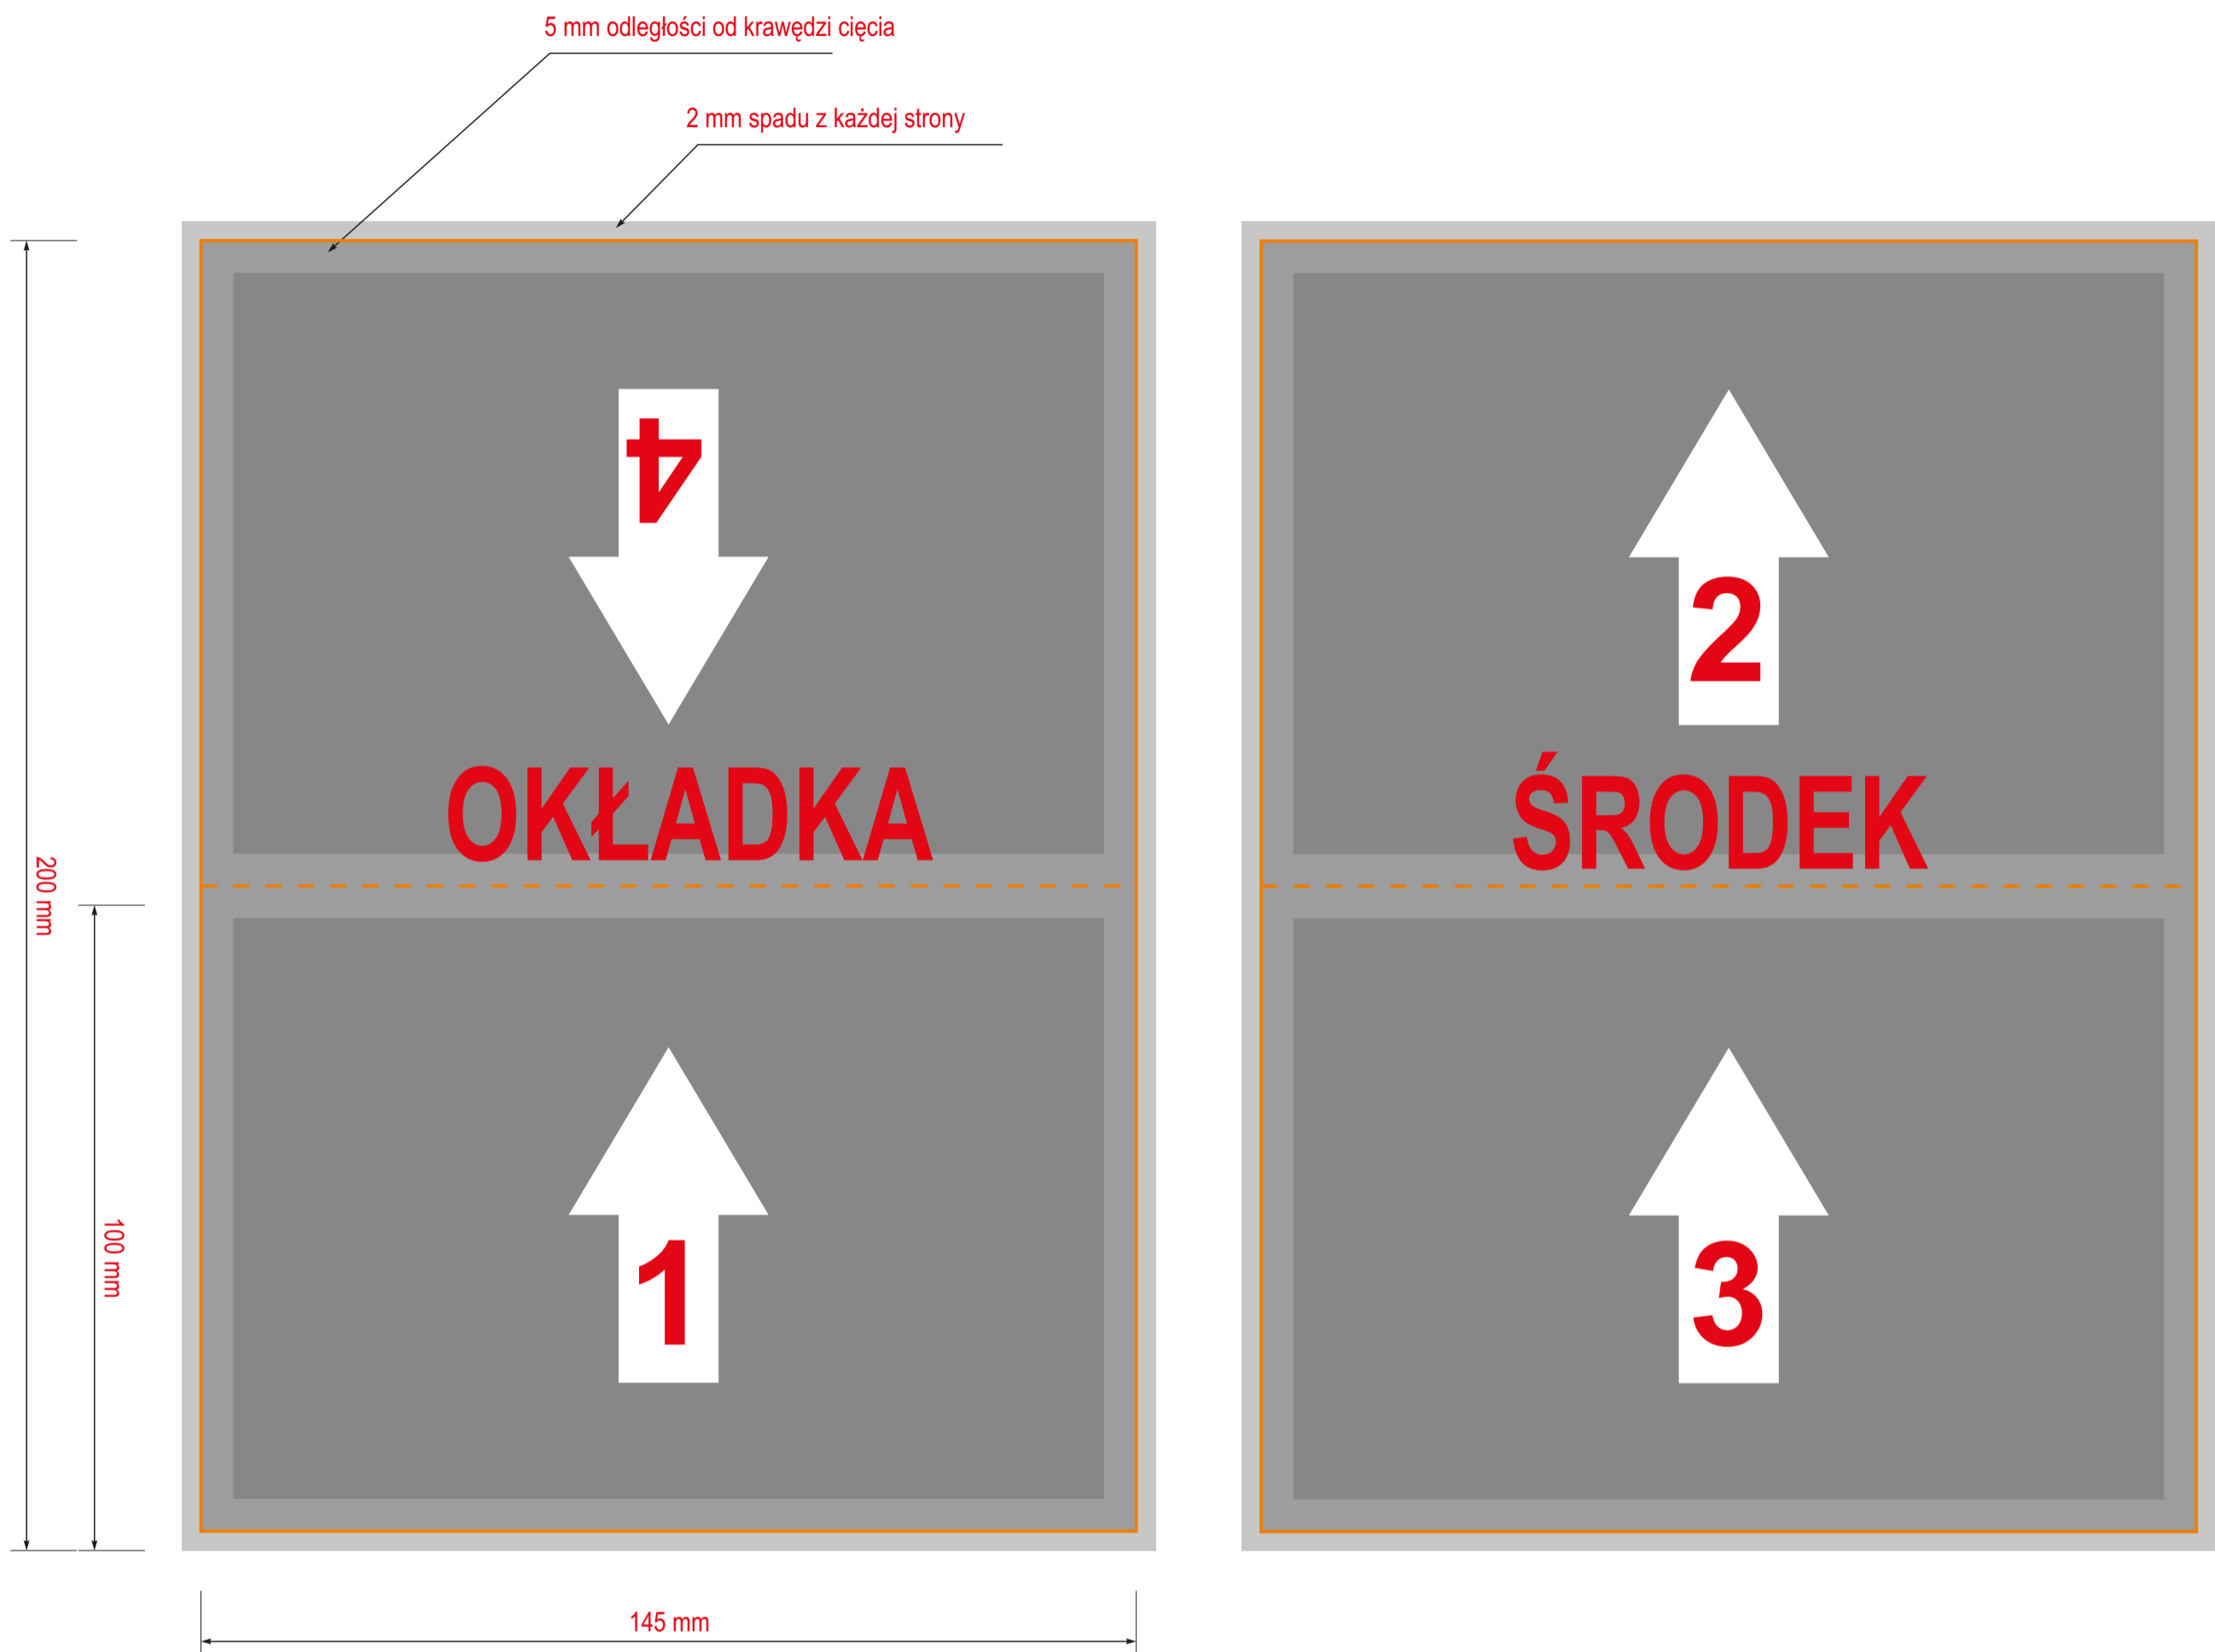 5 mm odległości od krawędzi cięcia
2 mm spadu z każdej strony
4
2
OKŁADKA
ŚRODEK
200 mm
100 mm
1
3
145 mm